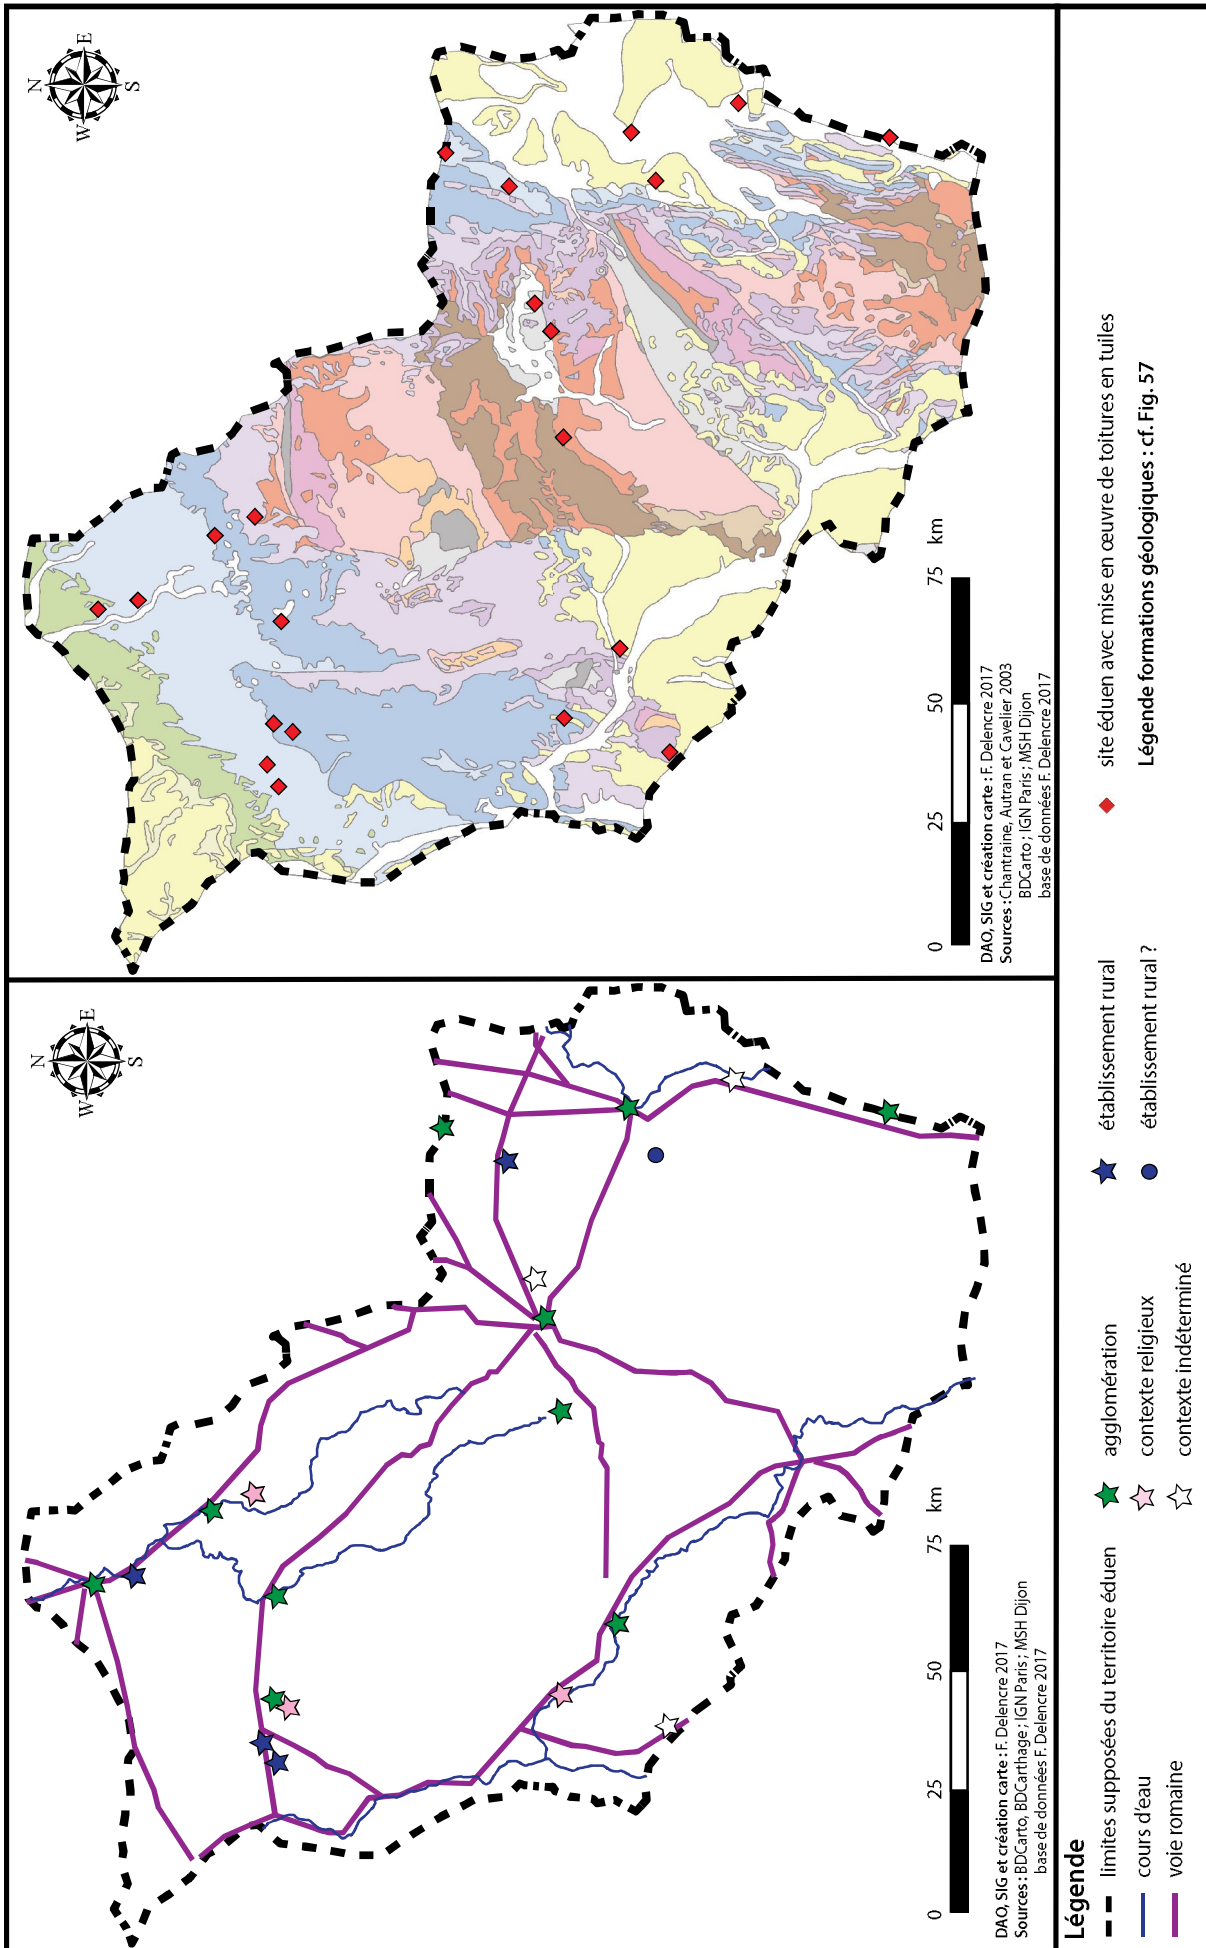 N
E
S
W
0
25
50
75
km
DAO, SIG et création carte : F. Delencre 2017
Sources : Chantraine, Autran et Cavelier 2003
BDCarto ; IGN Paris ; MSH Dijon
base de données F. Delencre 2017
N
E
S
W
0
25
50
75
km
DAO, SIG et création carte : F. Delencre 2017
Sources : BDCarto, BDCarthage ; IGN Paris ; MSH Dijon
base de données F. Delencre 2017
Légende
limites supposées du territoire éduen
cours d'eau
voie romaine
agglomération
contexte religieux
contexte indéterminé
établissement rural
établissement rural ?
site éduen avec mise en œuvre de toitures en tuiles
Légende formations géologiques : cf. Fig. 57